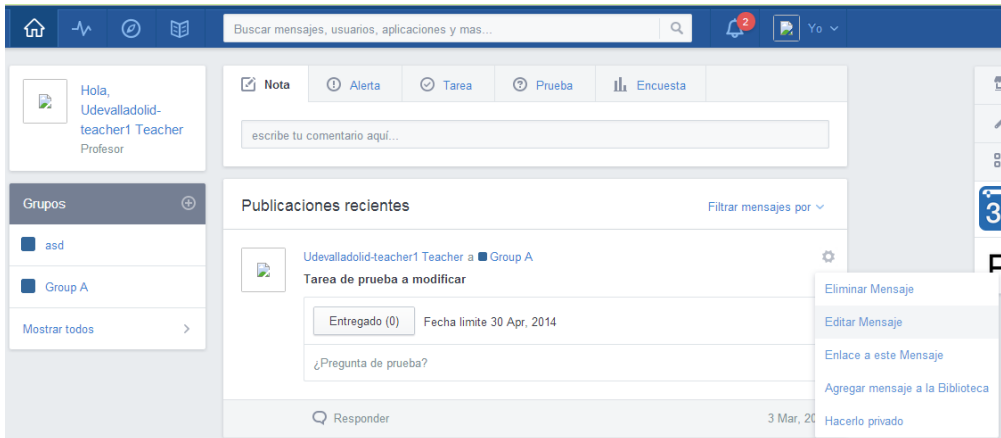 Buscar mensajes, usuarios, aplicaciones y mas...
2
Yo
Hola,
Udevalladolid-
teacher1 Teacher
Profesor
Grupos
asd
Group A
Mostrar todos
Nota
Alerta
Tarea
Prueba
Encuesta
escribe tu comentario aquí...
Publicaciones recientes
Filtrar mensajes por
Udevalladolid-teacher1 Teacher a Group A
Tarea de prueba a modificar
Entregado (0)
Fecha limite 30 Apr, 2014
¿Pregunta de prueba?
Responder
3 Mar, 20
Eliminar Mensaje
Editar Mensaje
Enlace a este Mensaje
Agregar mensaje a la Biblioteca
Hacerlo privado
3